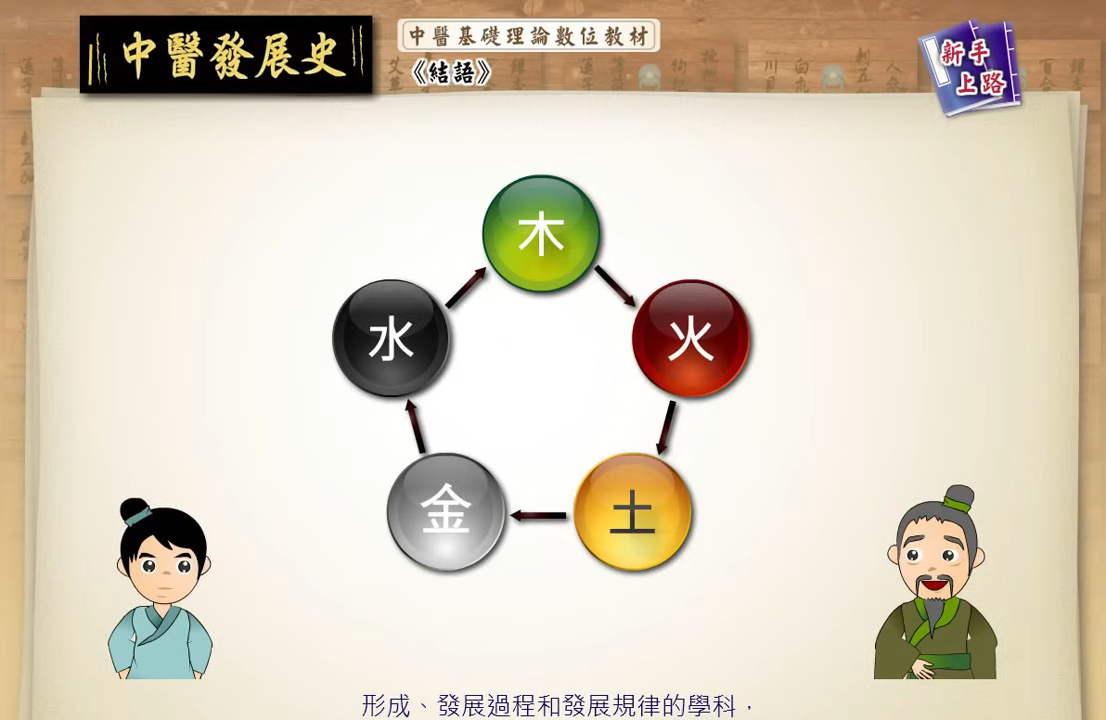 中醫發展史
中醫基礎理論數位教材
《結語》
新手
上路
木
水
火
金
土
形成、發展過程和發展規律的學科，